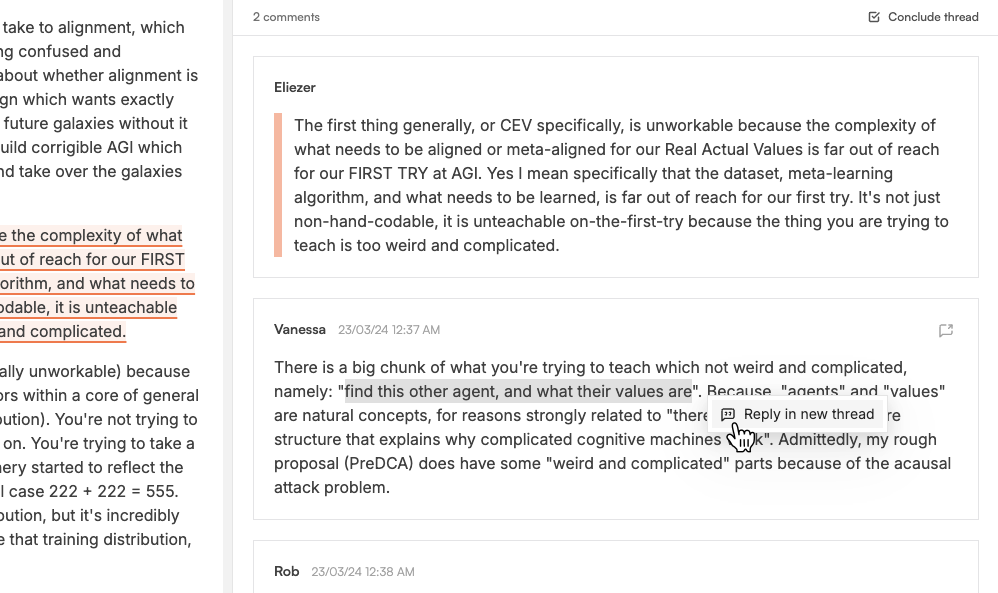 take to alignment, which
ng confused and
about whether alignment is
gn which wants exactly
future galaxies without it
uild corrigible AGI which
nd take over the galaxies
e the complexity of what
ut of reach for our FIRST
orithm, and what needs to
odable, it is unteachable
and complicated.
ally unworkable) because
ors within a core of general
bution). You're not trying to
on. You're trying to take a
nery started to reflect the
l case 222 + 222 = 555.
bution, but it's incredibly
e that training distribution,
2 comments
Conclude thread
Eliezer
The first thing generally, or CEV specifically, is unworkable because the complexity of
what needs to be aligned or meta-aligned for our Real Actual Values is far out of reach
for our FIRST TRY at AGI. Yes I mean specifically that the dataset, meta-learning
algorithm, and what needs to be learned, is far out of reach for our first try. It's not just
non-hand-codable, it is unteachable on-the-first-try because the thing you are trying to
teach is too weird and complicated.
Vanessa 23/03/24 12:37 AM
There is a big chunk of what you're trying to teach which not weird and complicated,
namely: "find this other agent, and what their values are". Because, "agents" and "values"
are natural concepts, for reasons strongly related to "there re
Reply in new thread
structure that explains why complicated cognitive machines k". Admittedly, my rough
proposal (PreDCA) does have some "weird and complicated" parts because of the acausal
attack problem.
Rob 23/03/24 12:38 AM